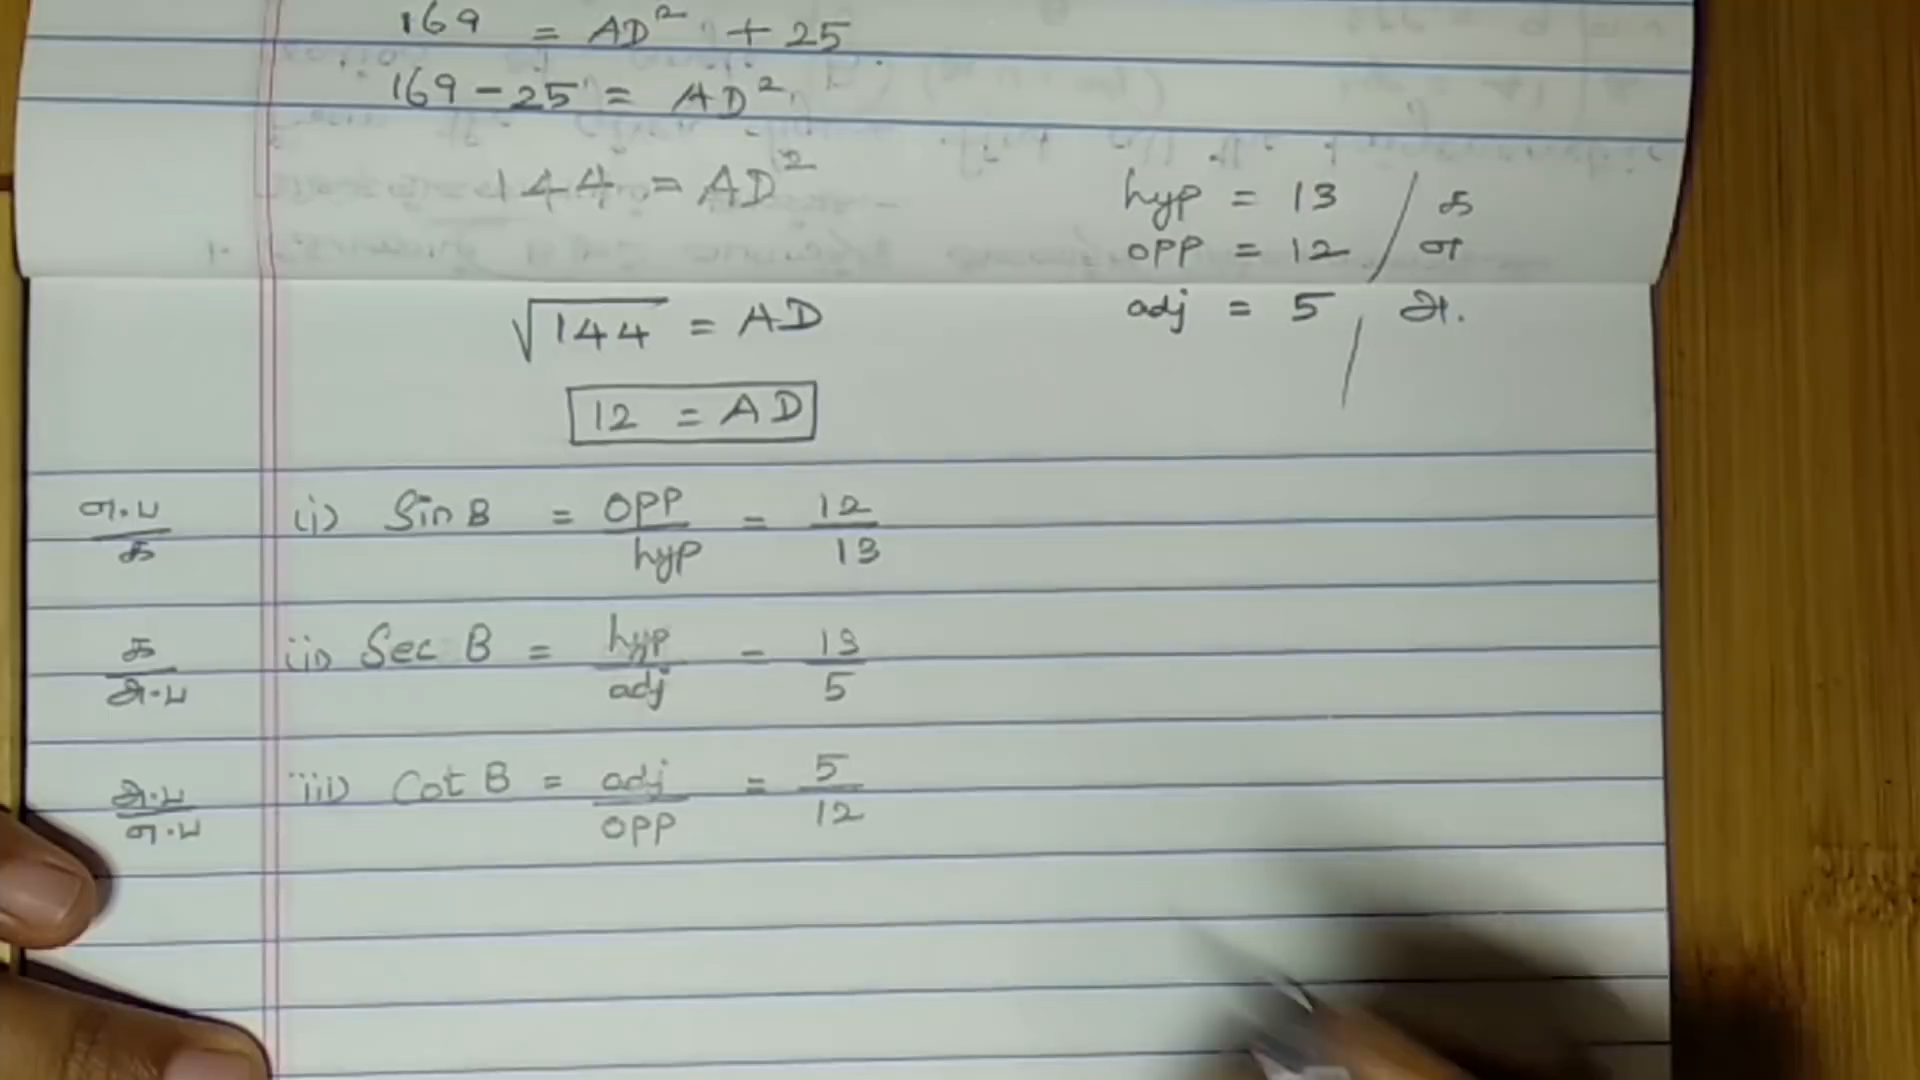 169 = AD² + 25
169 - 25 = AD²
144 = AD²
hyp = 13 / க
opp = 12 / எ
adj = 5 / அ.
√144 = AD
12 = AD
எ.ப/க (i) Sin B = opp/hyp = 12/13
க/அ.ப ii) Sec B = hyp/adj = 13/5
அ.ப/எ.ப iii) Cot B = adj/opp = 5/12